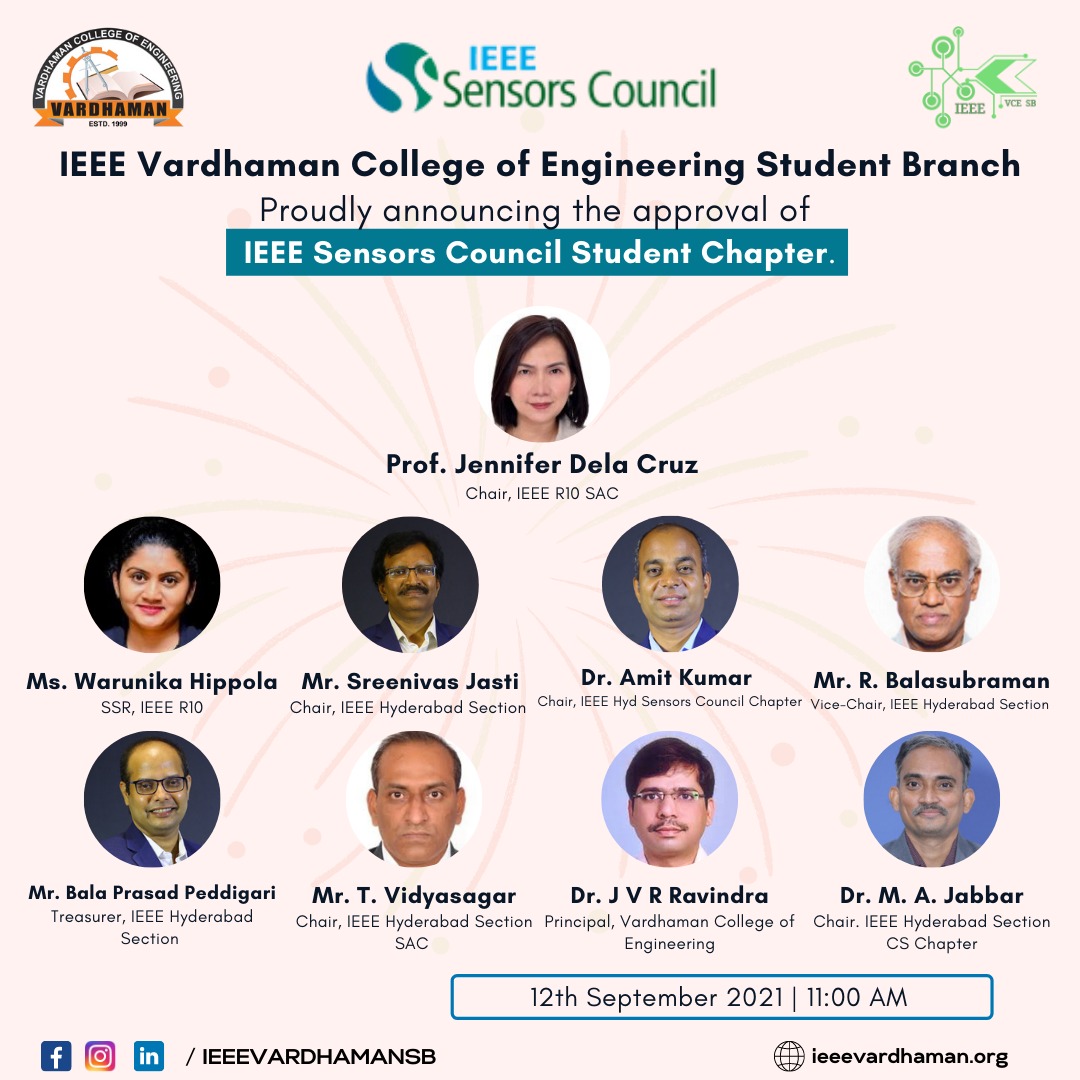 VARDHAMAN COLLEGE OF ENGINEERING
VARDHAMAN
ESTD. 1999
IEEE
Sensors Council
IEEE
VCE SB
IEEE Vardhaman College of Engineering Student Branch
Proudly announcing the approval of
IEEE Sensors Council Student Chapter.
Prof. Jennifer Dela Cruz
Chair, IEEE R10 SAC
Ms. Warunika Hippola
SSR, IEEE R10
Mr. Sreenivas Jasti
Chair, IEEE Hyderabad Section
Dr. Amit Kumar
Chair, IEEE Hyd Sensors Council Chapter
Mr. R. Balasubraman
Vice-Chair, IEEE Hyderabad Section
Mr. Bala Prasad Peddigari
Treasurer, IEEE Hyderabad
Section
Mr. T. Vidyasagar
Chair, IEEE Hyderabad Section
SAC
Dr. J V R Ravindra
Principal, Vardhaman College of
Engineering
Dr. M. A. Jabbar
Chair. IEEE Hyderabad Section
CS Chapter
12th September 2021 | 11:00 AM
/ IEEEVARDHAMANSB
ieeevardhaman.org